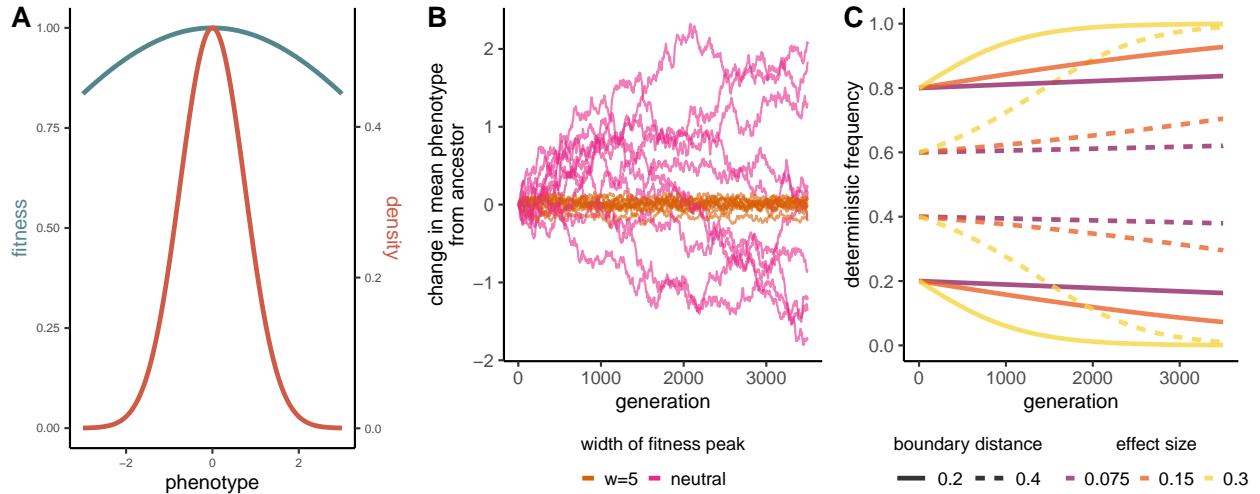 A
1.00
0.75
0.50
0.25
0.00
fitness
0.4
0.2
0.0
density
−2
0
2
phenotype
B
2
1
0
−1
−2
change in mean phenotype
from ancestor
0
1000
2000
3000
generation
width of fitness peak
w=5
neutral
C
1.0
0.8
0.6
0.4
0.2
0.0
deterministic frequency
0
1000
2000
3000
generation
boundary distance
0.2
0.4
effect size
0.075
0.15
0.3